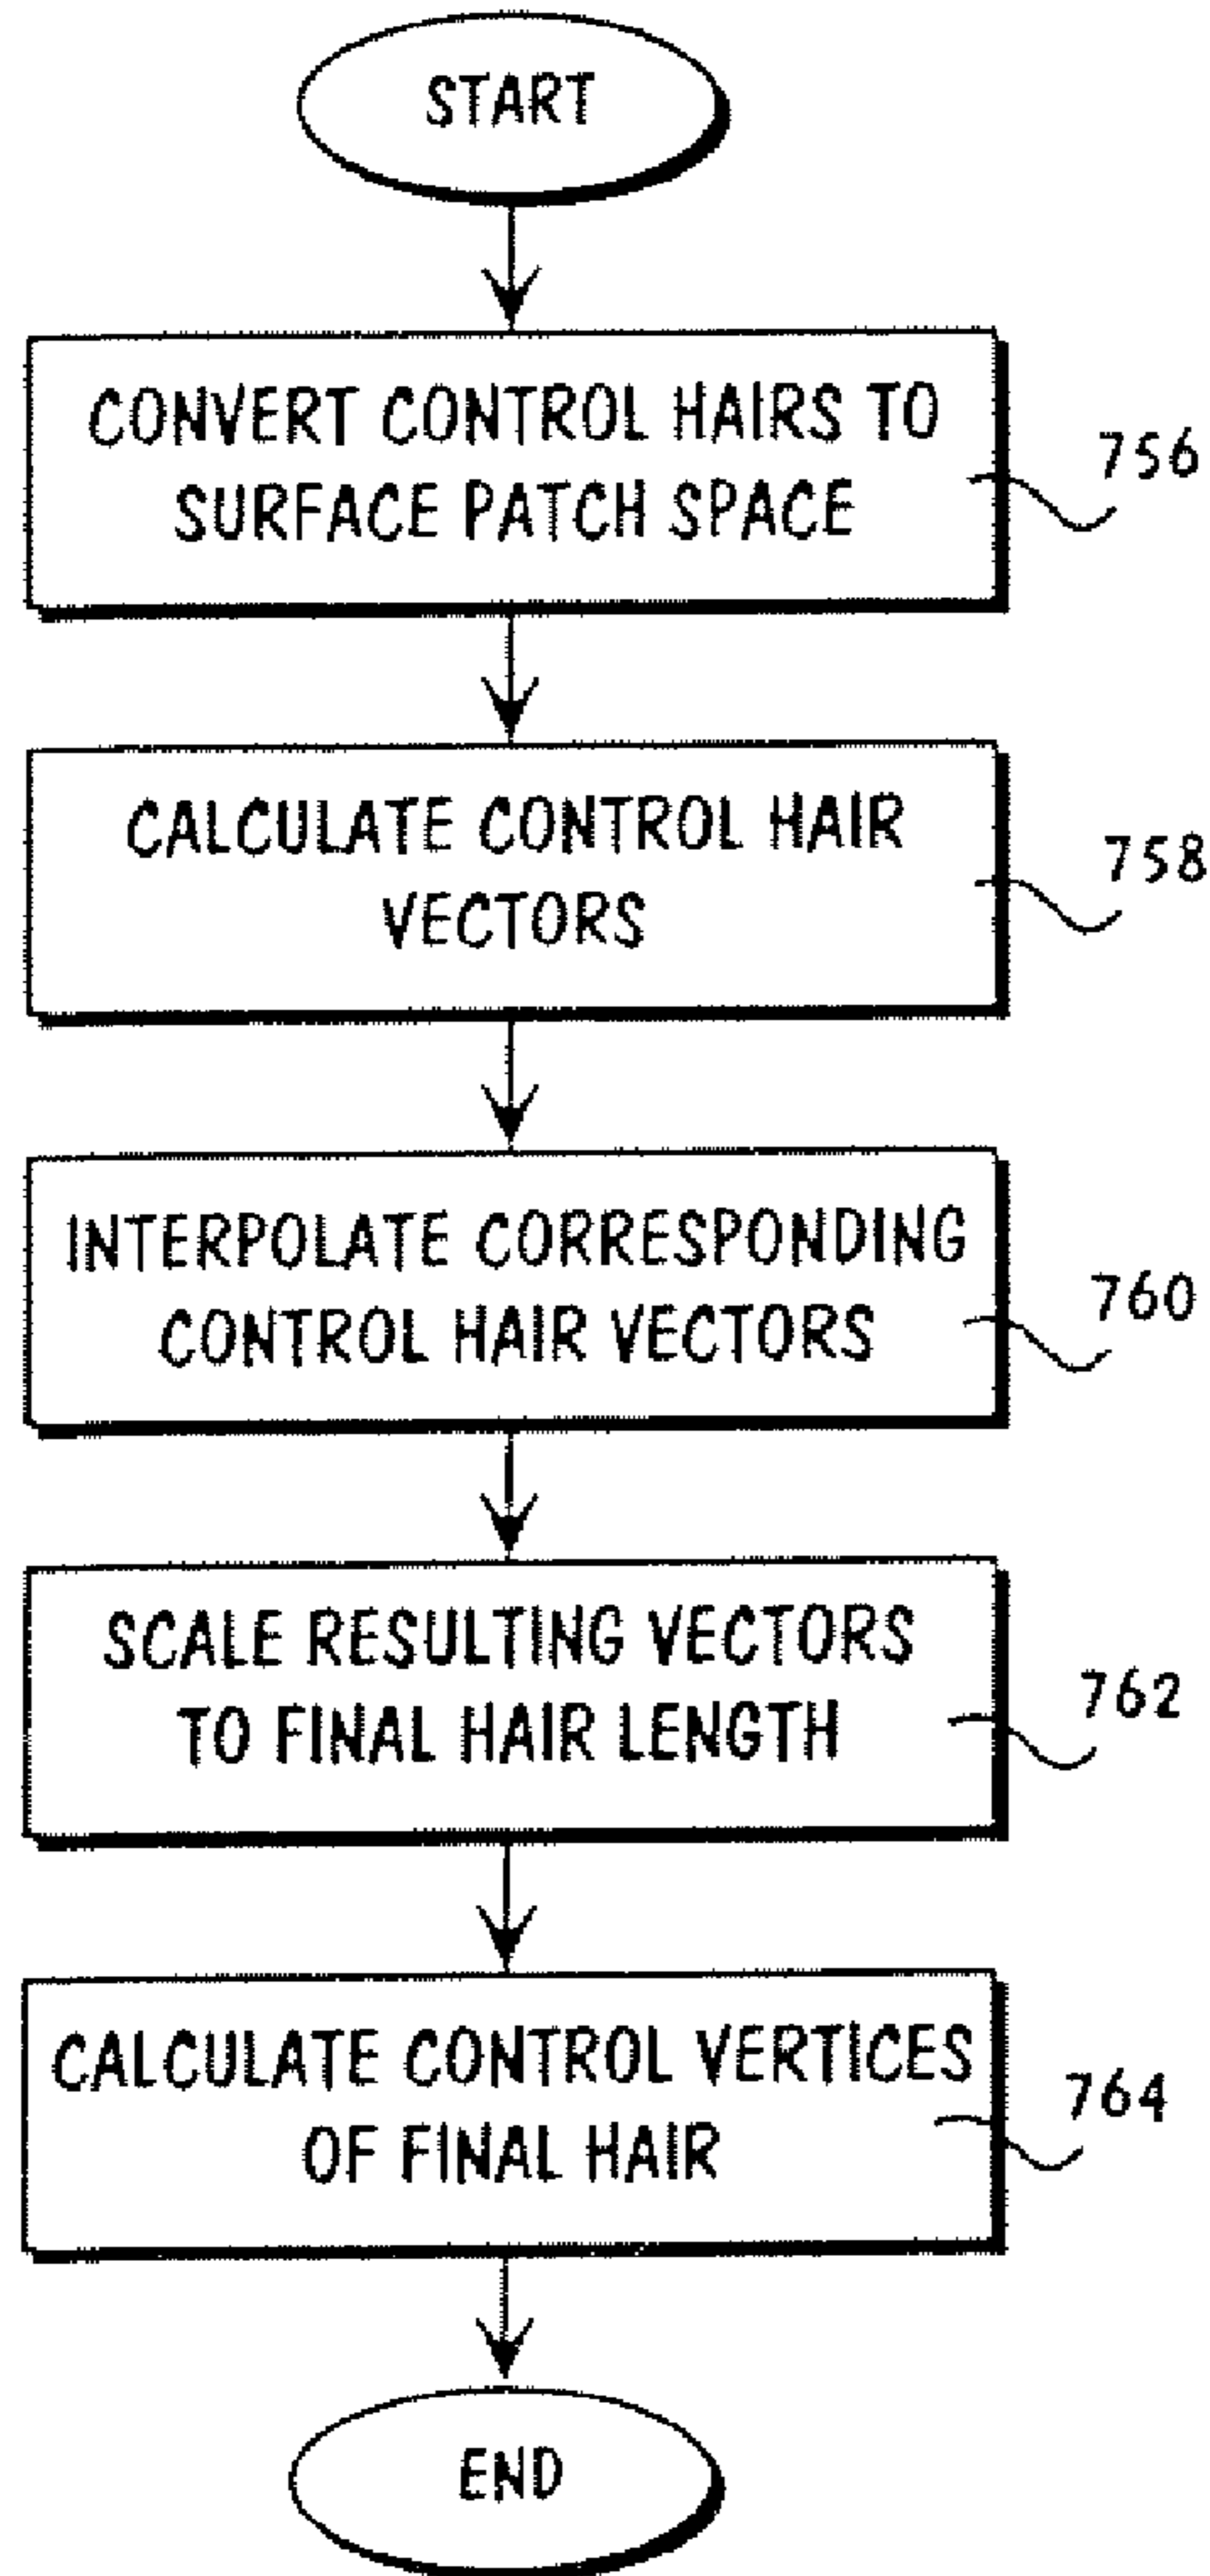 START
CONVERT CONTROL HAIRS TO
SURFACE PATCH SPACE
756
CALCULATE CONTROL HAIR
VECTORS
758
INTERPOLATE CORRESPONDING
CONTROL HAIR VECTORS
760
SCALE RESULTING VECTORS
TO FINAL HAIR LENGTH
762
CALCULATE CONTROL VERTICES
OF FINAL HAIR
764
END